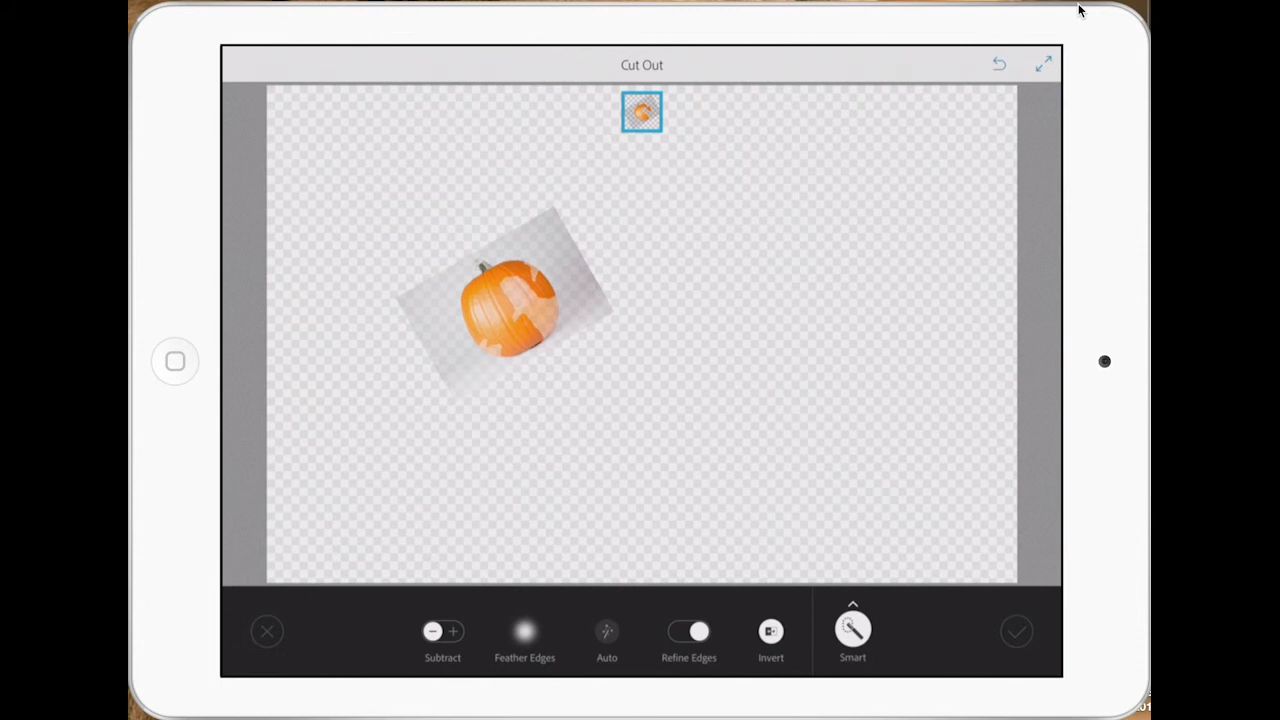 Cut Out
Subtract
Feather Edges
Auto
Refine Edges
Invert
Smart